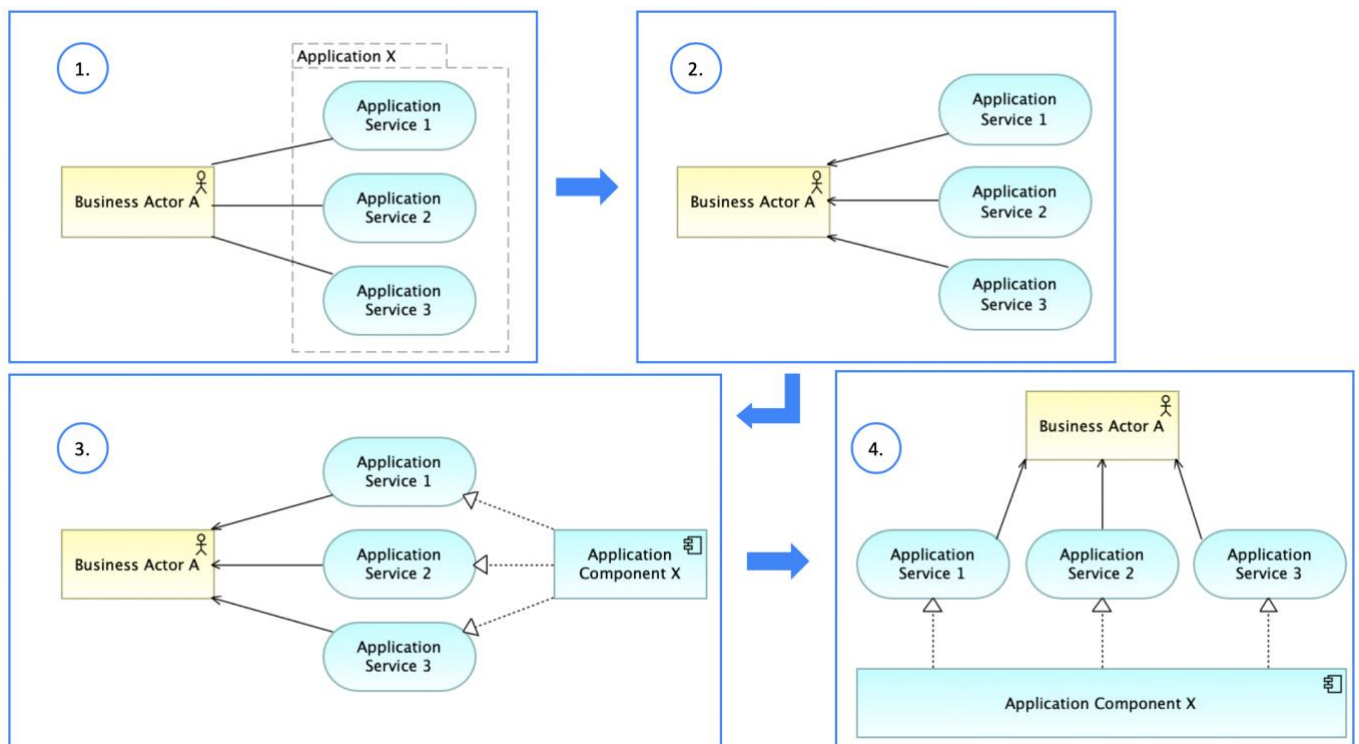 1.
Application X
Application
Service 1
Business Actor A
Application
Service 2
Application
Service 3
2.
Application
Service 1
Business Actor A
Application
Service 2
Application
Service 3
3.
Application
Service 1
Business Actor A
Application
Service 2
Application
Component X
Application
Service 3
4.
Business Actor A
Application
Service 1
Application
Service 2
Application
Service 3
Application Component X